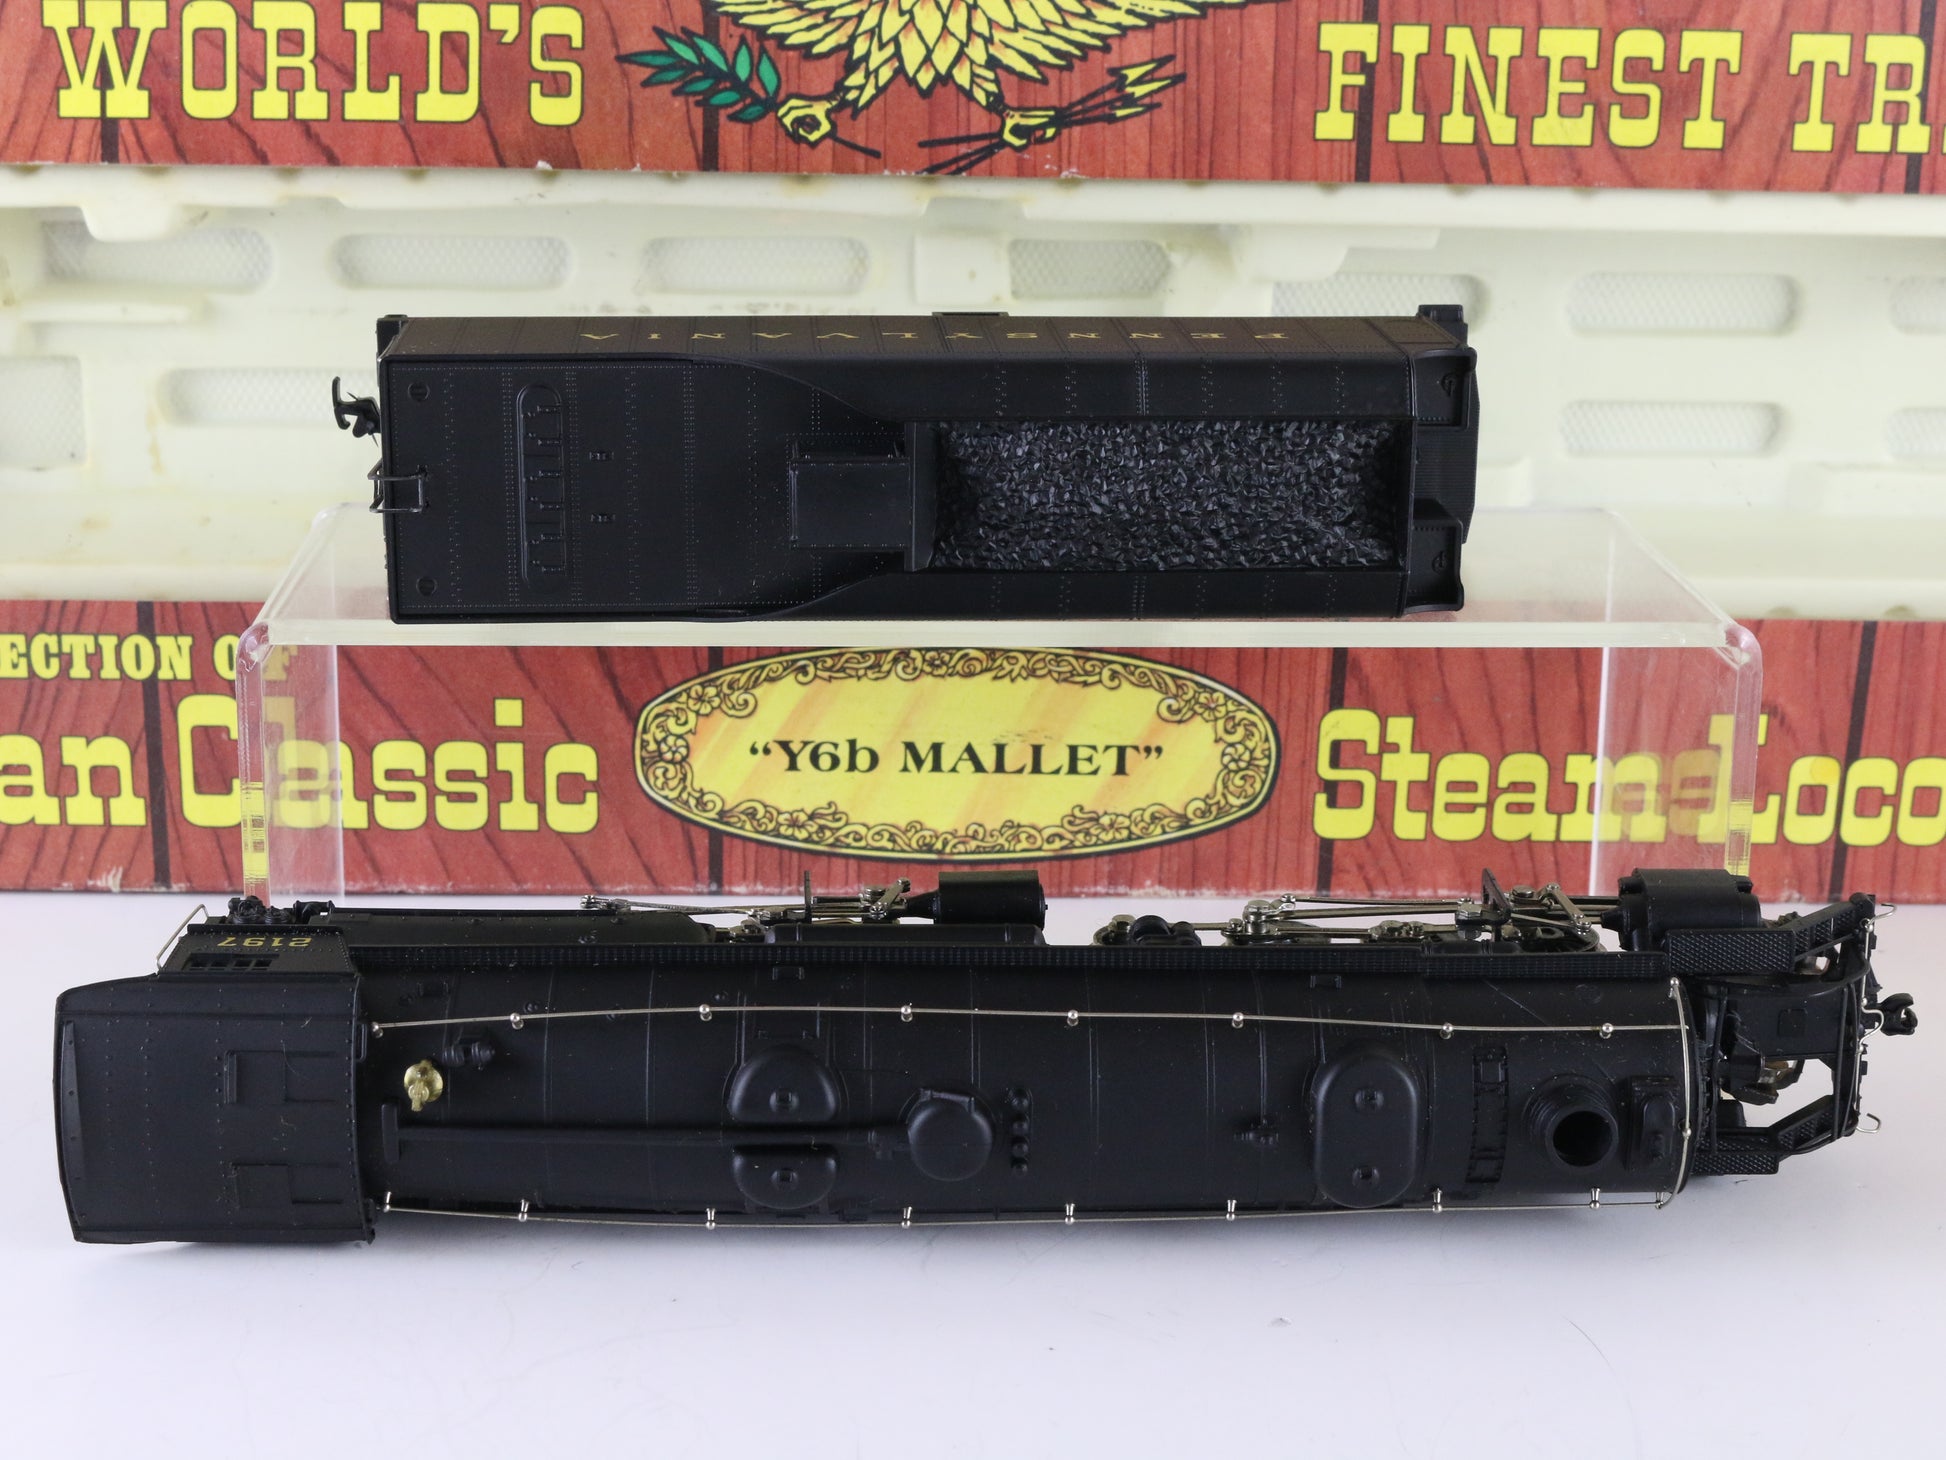 WORLD'S FINEST TR
PENNSYLVANIA
ECTION OF
an Classic
"Y6b MALLET"
Steam Loco
2197